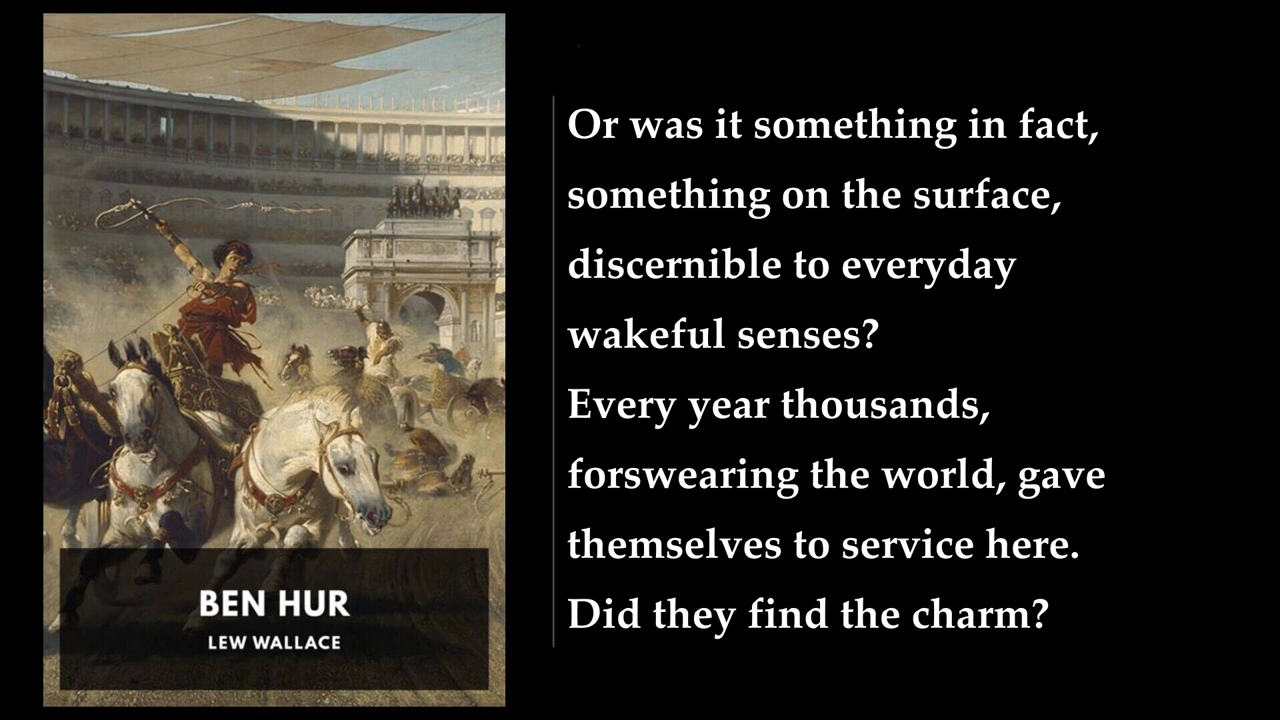 BEN HUR
LEW WALLACE
Or was it something in fact,
something on the surface,
discernible to everyday
wakeful senses?
Every year thousands,
forswearing the world, gave
themselves to service here.
Did they find the charm?